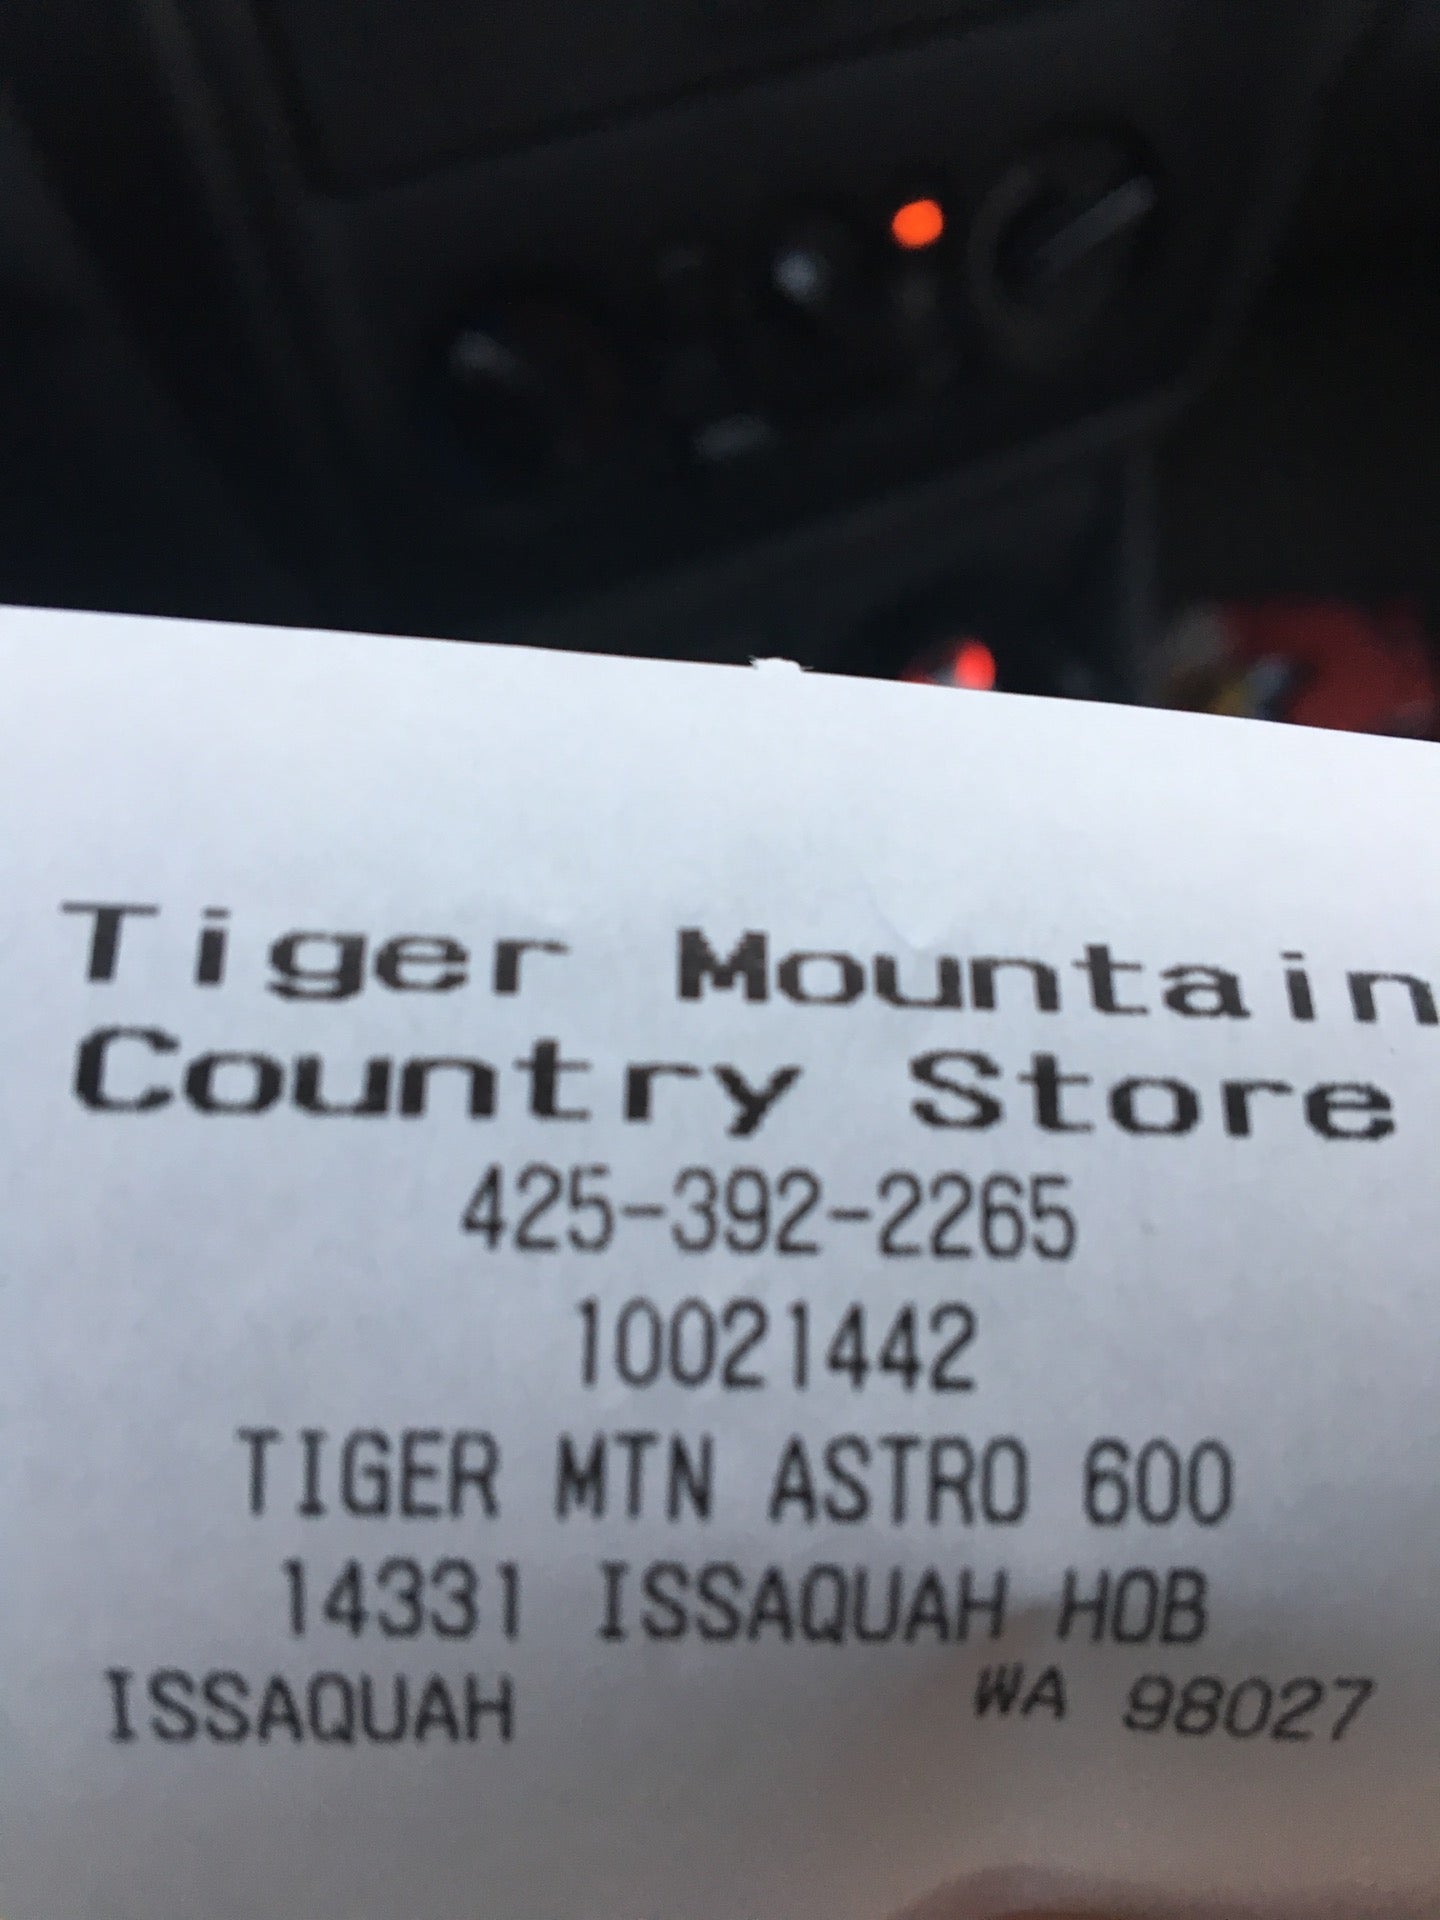 Tiger Mountain
Country Store
425-392-2265
10021442
TIGER MTN ASTRO 600
14331 ISSAQUAH HOB
ISSAQUAH WA 98027